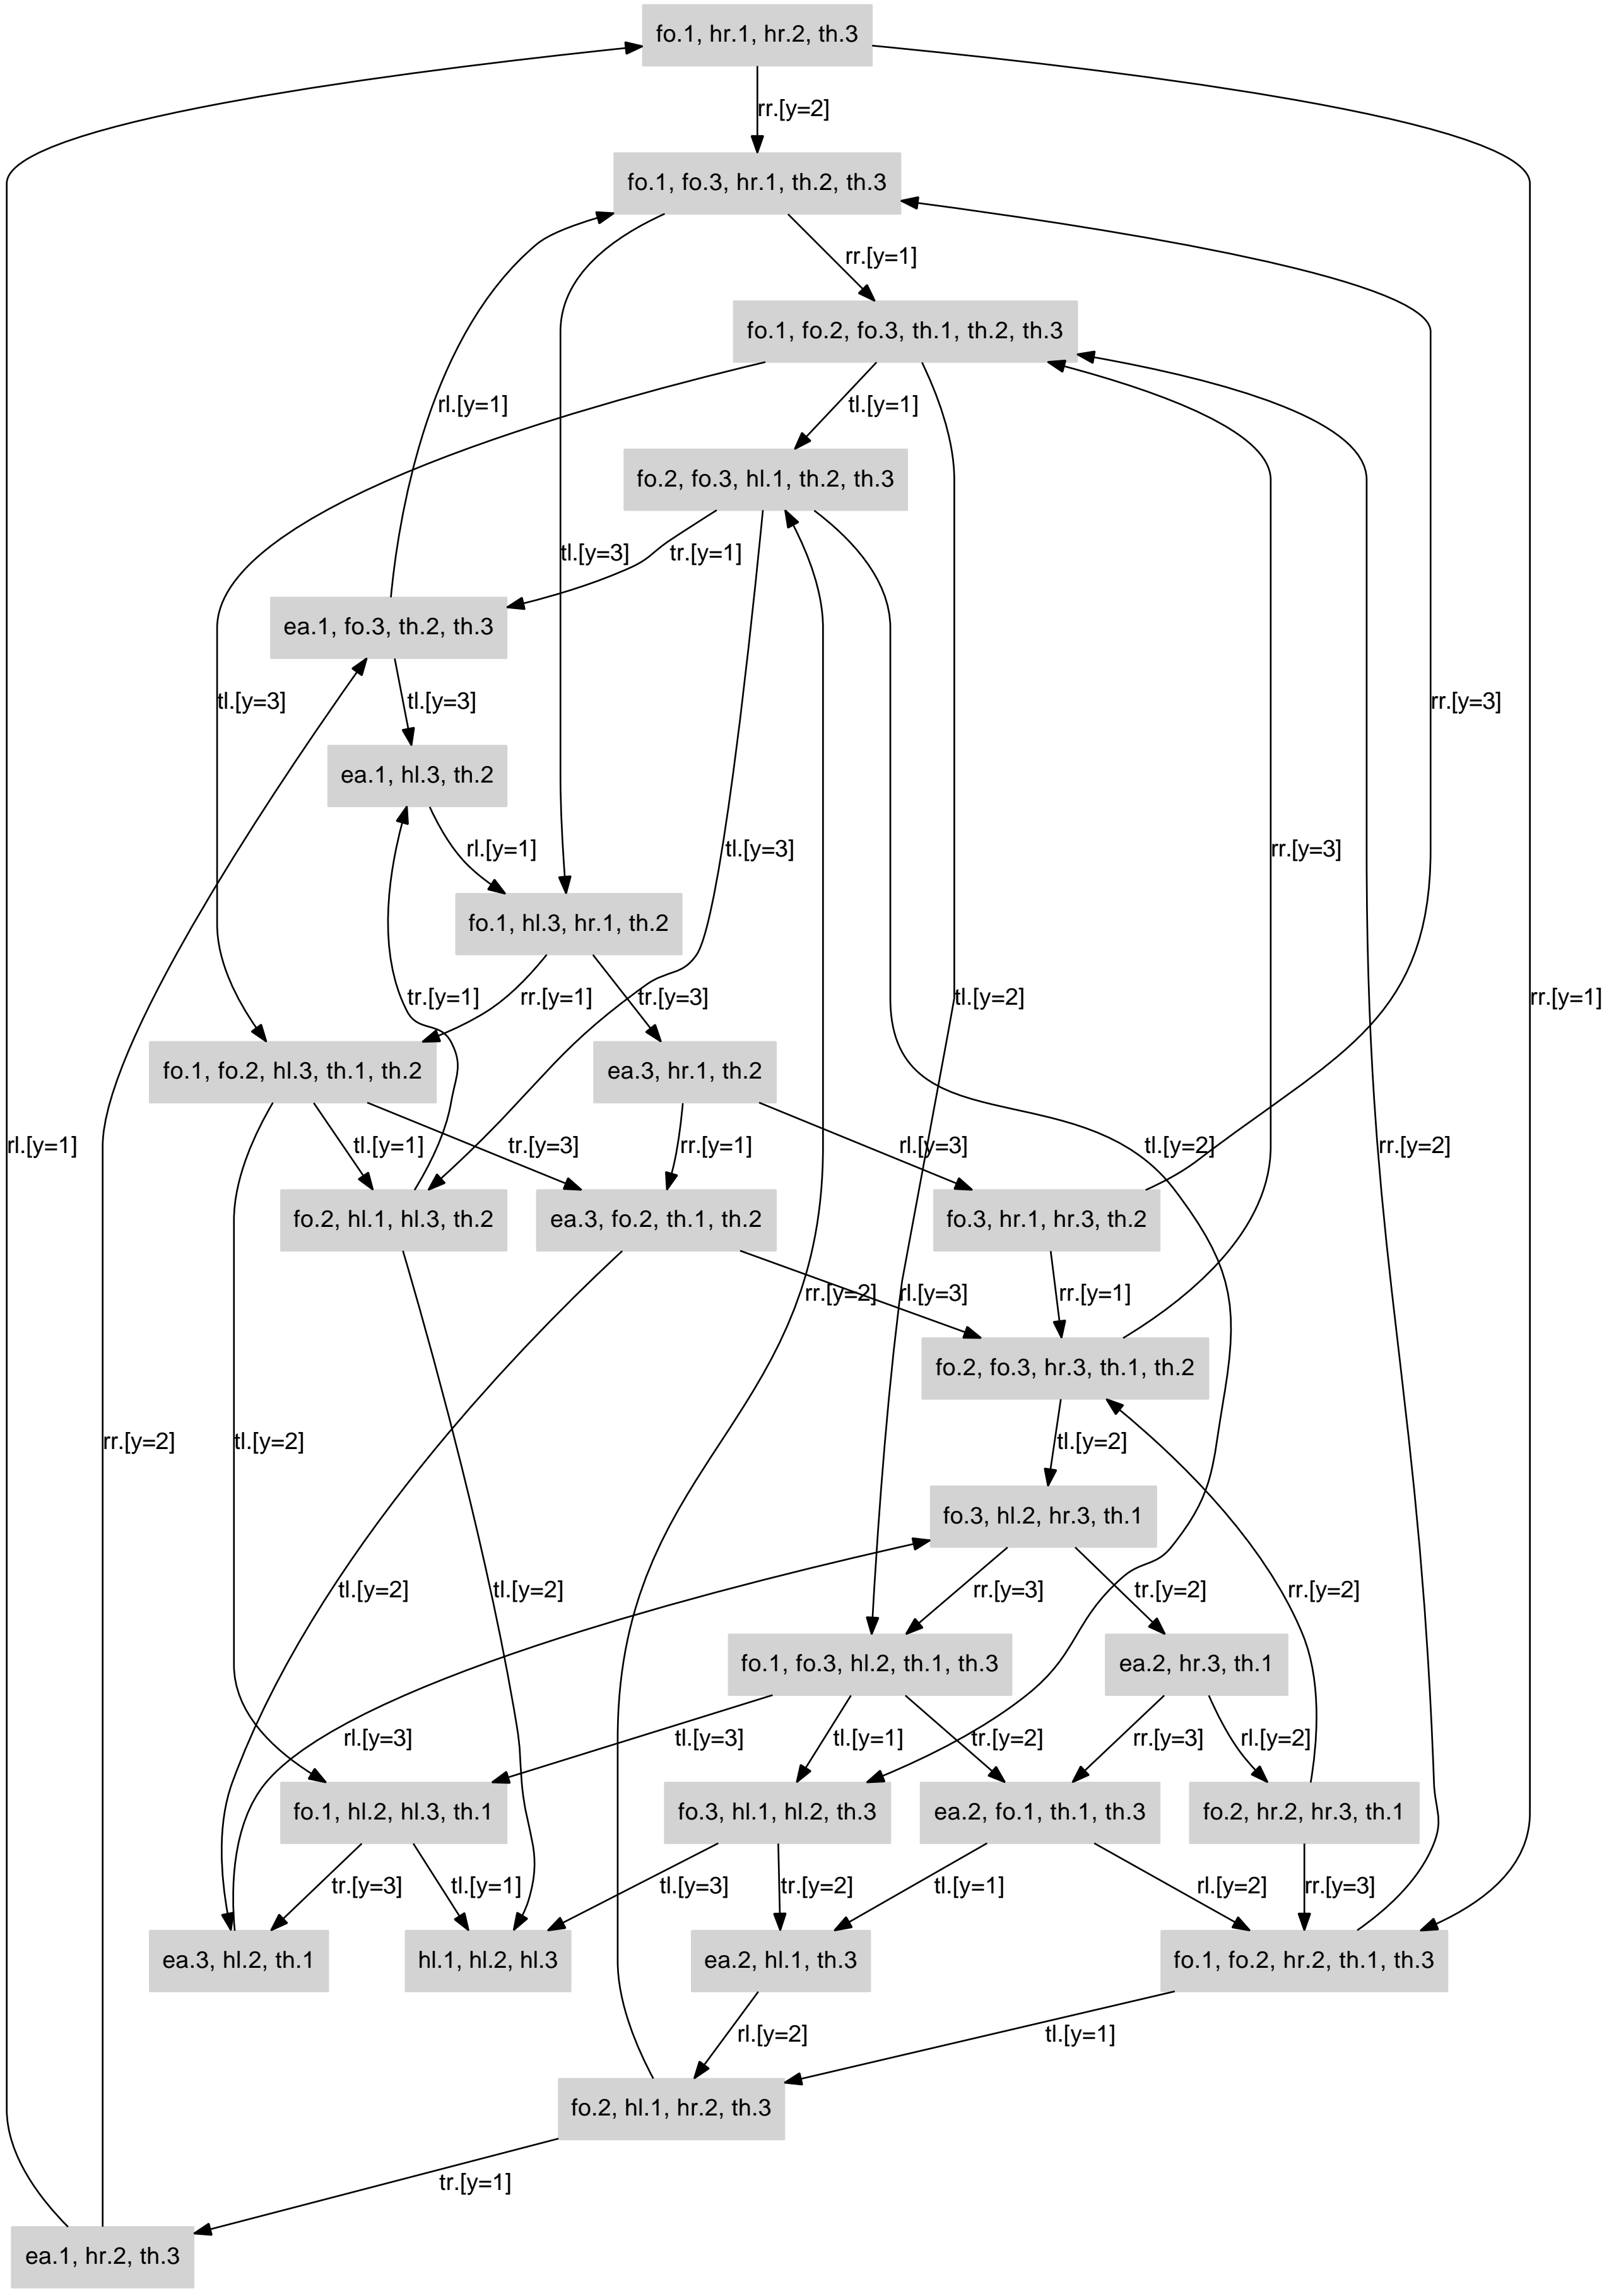 fo.1, hr.1, hr.2, th.3
rr.[y=2]
fo.1, fo.3, hr.1, th.2, th.3
rr.[y=1]
fo.1, fo.2, fo.3, th.1, th.2, th.3
rl.[y=1]
tl.[y=1]
fo.2, fo.3, hl.1, th.2, th.3
tl.[y=3]
tr.[y=1]
ea.1, fo.3, th.2, th.3
tl.[y=3]
tl.[y=3]
rr.[y=3]
ea.1, hl.3, th.2
rl.[y=1]
tl.[y=3]
rr.[y=3]
fo.1, hl.3, hr.1, th.2
tr.[y=1]
rr.[y=1]
tr.[y=3]
tl.[y=2]
rr.[y=1]
fo.1, fo.2, hl.3, th.1, th.2
ea.3, hr.1, th.2
rl.[y=1]
tl.[y=1]
tr.[y=3]
rr.[y=1]
rl.[y=3]
tl.[y=2]
rr.[y=2]
fo.2, hl.1, hl.3, th.2
ea.3, fo.2, th.1, th.2
fo.3, hr.1, hr.3, th.2
rr.[y=2]
rl.[y=3]
rr.[y=1]
fo.2, fo.3, hr.3, th.1, th.2
rr.[y=2]
tl.[y=2]
tl.[y=2]
fo.3, hl.2, hr.3, th.1
tl.[y=2]
tl.[y=2]
rr.[y=3]
tr.[y=2]
rr.[y=2]
fo.1, fo.3, hl.2, th.1, th.3
ea.2, hr.3, th.1
rl.[y=3]
tl.[y=3]
tl.[y=1]
tr.[y=2]
rr.[y=3]
rl.[y=2]
fo.1, hl.2, hl.3, th.1
fo.3, hl.1, hl.2, th.3
ea.2, fo.1, th.1, th.3
fo.2, hr.2, hr.3, th.1
tr.[y=3]
tl.[y=1]
tl.[y=3]
tr.[y=2]
tl.[y=1]
rl.[y=2]
rr.[y=3]
ea.3, hl.2, th.1
hl.1, hl.2, hl.3
ea.2, hl.1, th.3
fo.1, fo.2, hr.2, th.1, th.3
rl.[y=2]
tl.[y=1]
fo.2, hl.1, hr.2, th.3
tr.[y=1]
ea.1, hr.2, th.3